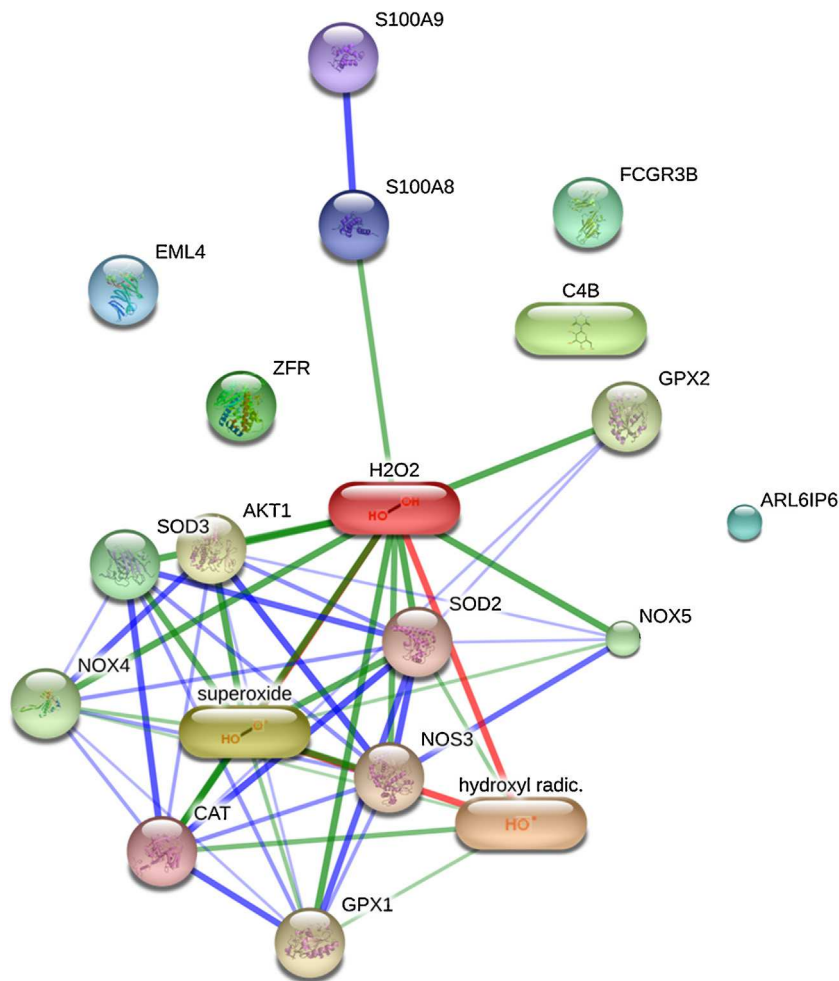 S100A9
S100A8
FCGR3B
EML4
C4B
ZFR
GPX2
H2O2
HO
OH
ARL6IP6
AKT1
SOD3
SOD2
NOX5
NOX4
superoxide
HO
O•
NOS3
hydroxyl radic.
CAT
HO•
GPX1